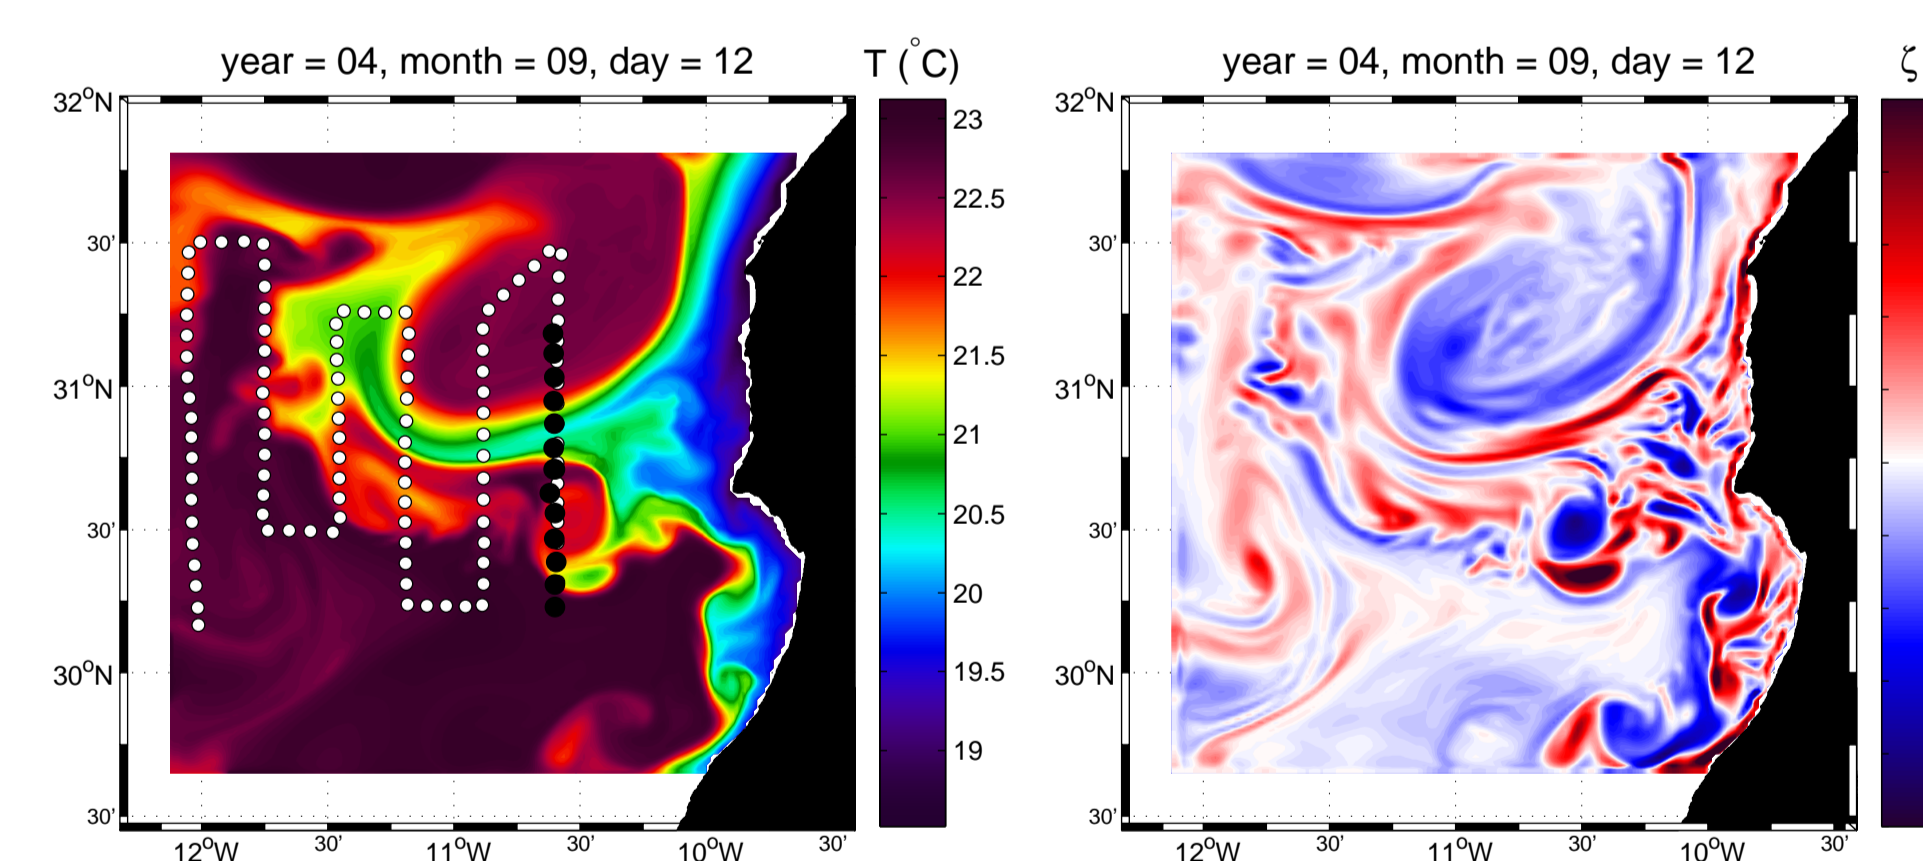 year = 04, month = 09, day = 12
T (°C)
32°N
30'
31°N
30'
30°N
30'
12°W
30'
11°W
30'
10°W
30'
23
22.5
22
21.5
21
20.5
20
19.5
19
year = 04, month = 09, day = 12
ζ
32°N
30'
31°N
30'
30°N
30'
12°W
30'
11°W
30'
10°W
30'